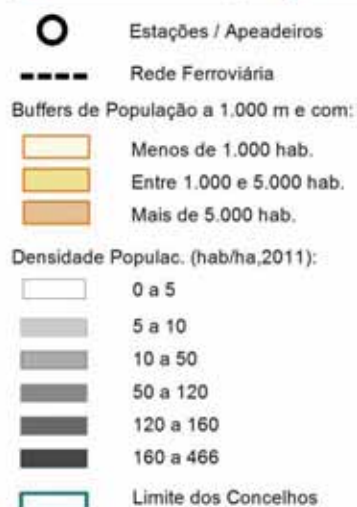 Estações / Apeadeiros
Rede Ferroviária
Buffers de População a 1.000 m e com:
Menos de 1.000 hab.
Entre 1.000 e 5.000 hab.
Mais de 5.000 hab.
Densidade Populac. (hab/ha,2011):
0 a 5
5 a 10
10 a 50
50 a 120
120 a 160
160 a 466
Limite dos Concelhos